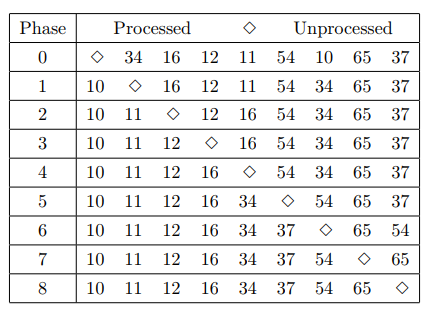 Phase Processed ◇ Unprocessed
0 ◇ 34 16 12 11 54 10 65 37
1 10 ◇ 16 12 11 54 34 65 37
2 10 11 ◇ 12 16 54 34 65 37
3 10 11 12 ◇ 16 54 34 65 37
4 10 11 12 16 ◇ 54 34 65 37
5 10 11 12 16 34 ◇ 54 65 37
6 10 11 12 16 34 37 ◇ 65 54
7 10 11 12 16 34 37 54 ◇ 65
8 10 11 12 16 34 37 54 65 ◇